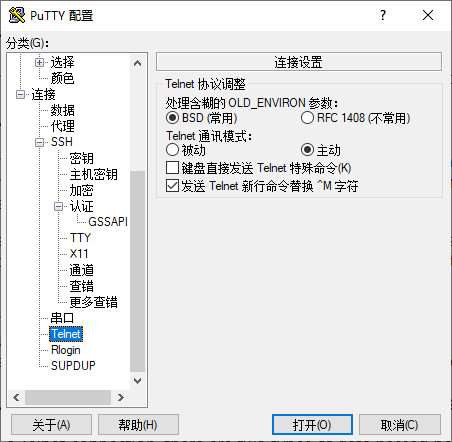 PuTTY 配置
分类(G):
选择
颜色
连接
数据
代理
SSH
密钥
主机密钥
加密
认证
GSSAPI
TTY
X11
通道
查错
更多查错
串口
Telnet
Rlogin
SUPDUP
连接设置
Telnet 协议调整
处理含糊的 OLD_ENVIRON 参数:
BSD (常用) RFC 1408 (不常用)
Telnet 通讯模式:
被动 主动
键盘直接发送 Telnet 特殊命令(K)
发送 Telnet 新行命令替换 ^M 字符
关于(A) 帮助(H) 打开(O) 取消(C)